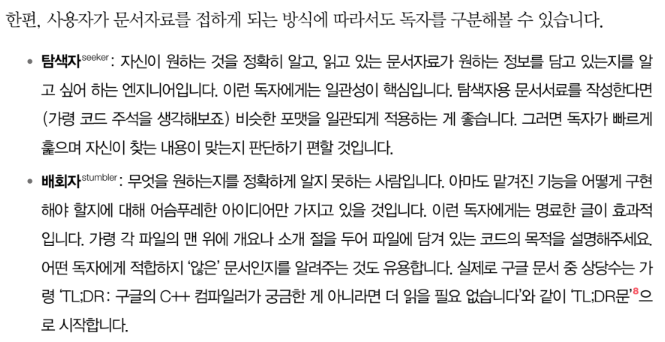 한편, 사용자가 문서자료를 접하게 되는 방식에 따라서도 독자를 구분해볼 수 있습니다.
• 탐색자seeker : 자신이 원하는 것을 정확히 알고, 읽고 있는 문서자료가 원하는 정보를 담고 있는지를 알
고 싶어 하는 엔지니어입니다. 이런 독자에게는 일관성이 핵심입니다. 탐색자용 문서서료를 작성한다면
(가령 코드 주석을 생각해보죠) 비슷한 포맷을 일관되게 적용하는 게 좋습니다. 그러면 독자가 빠르게
훑으며 자신이 찾는 내용이 맞는지 판단하기 편할 것입니다.
• 배회자stumbler : 무엇을 원하는지를 정확하게 알지 못하는 사람입니다. 아마도 맡겨진 기능을 어떻게 구현
해야 할지에 대해 어슴푸레한 아이디어만 가지고 있을 것입니다. 이런 독자에게는 명료한 글이 효과적
입니다. 가령 각 파일의 맨 위에 개요나 소개 절을 두어 파일에 담겨 있는 코드의 목적을 설명해주세요.
어떤 독자에게 적합하지 '않은' 문서인지를 알려주는 것도 유용합니다. 실제로 구글 문서 중 상당수는 가
령 'TL;DR : 구글의 C++ 컴파일러가 궁금한 게 아니라면 더 읽을 필요 없습니다'와 같이 'TL;DR문'8으
로 시작합니다.